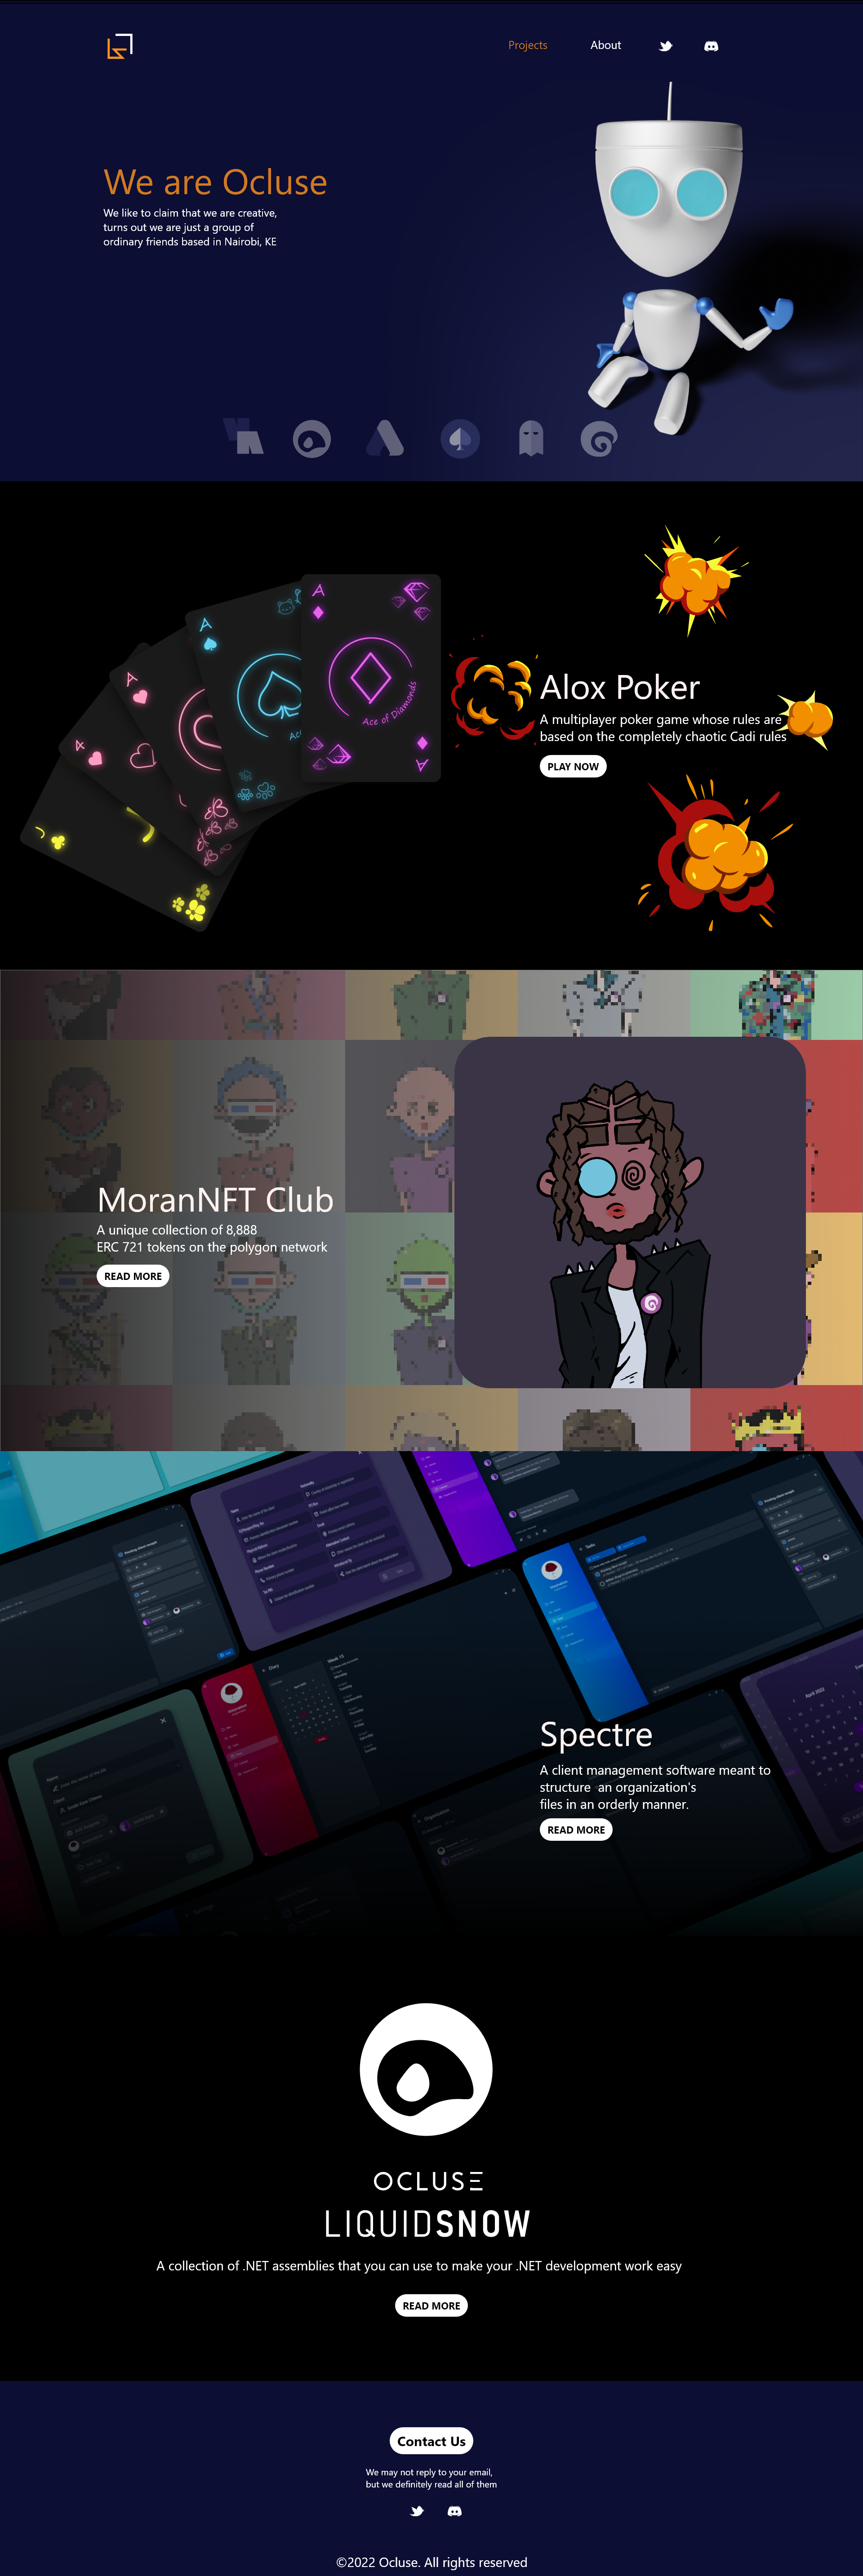 Projects
About
We are Ocluse
We like to claim that we are creative,
turns out we are just a group of
ordinary friends based in Nairobi, KE
A
A
A
A
Ace of Diamonds
A
Alox Poker
A multiplayer poker game whose rules are
based on the completely chaotic Cadi rules
PLAY NOW
MoranNFT Club
A unique collection of 8,888
ERC 721 tokens on the polygon network
READ MORE
Diary
Week 15
Tasks
April 2022
Spectre
A client management software meant to
structure  an organization's
files in an orderly manner.
READ MORE
OCLUSE
LIQUIDSNOW
A collection of .NET assemblies that you can use to make your .NET development work easy
READ MORE
Contact Us
We may not reply to your email,
but we definitely read all of them
©2022 Ocluse. All rights reserved